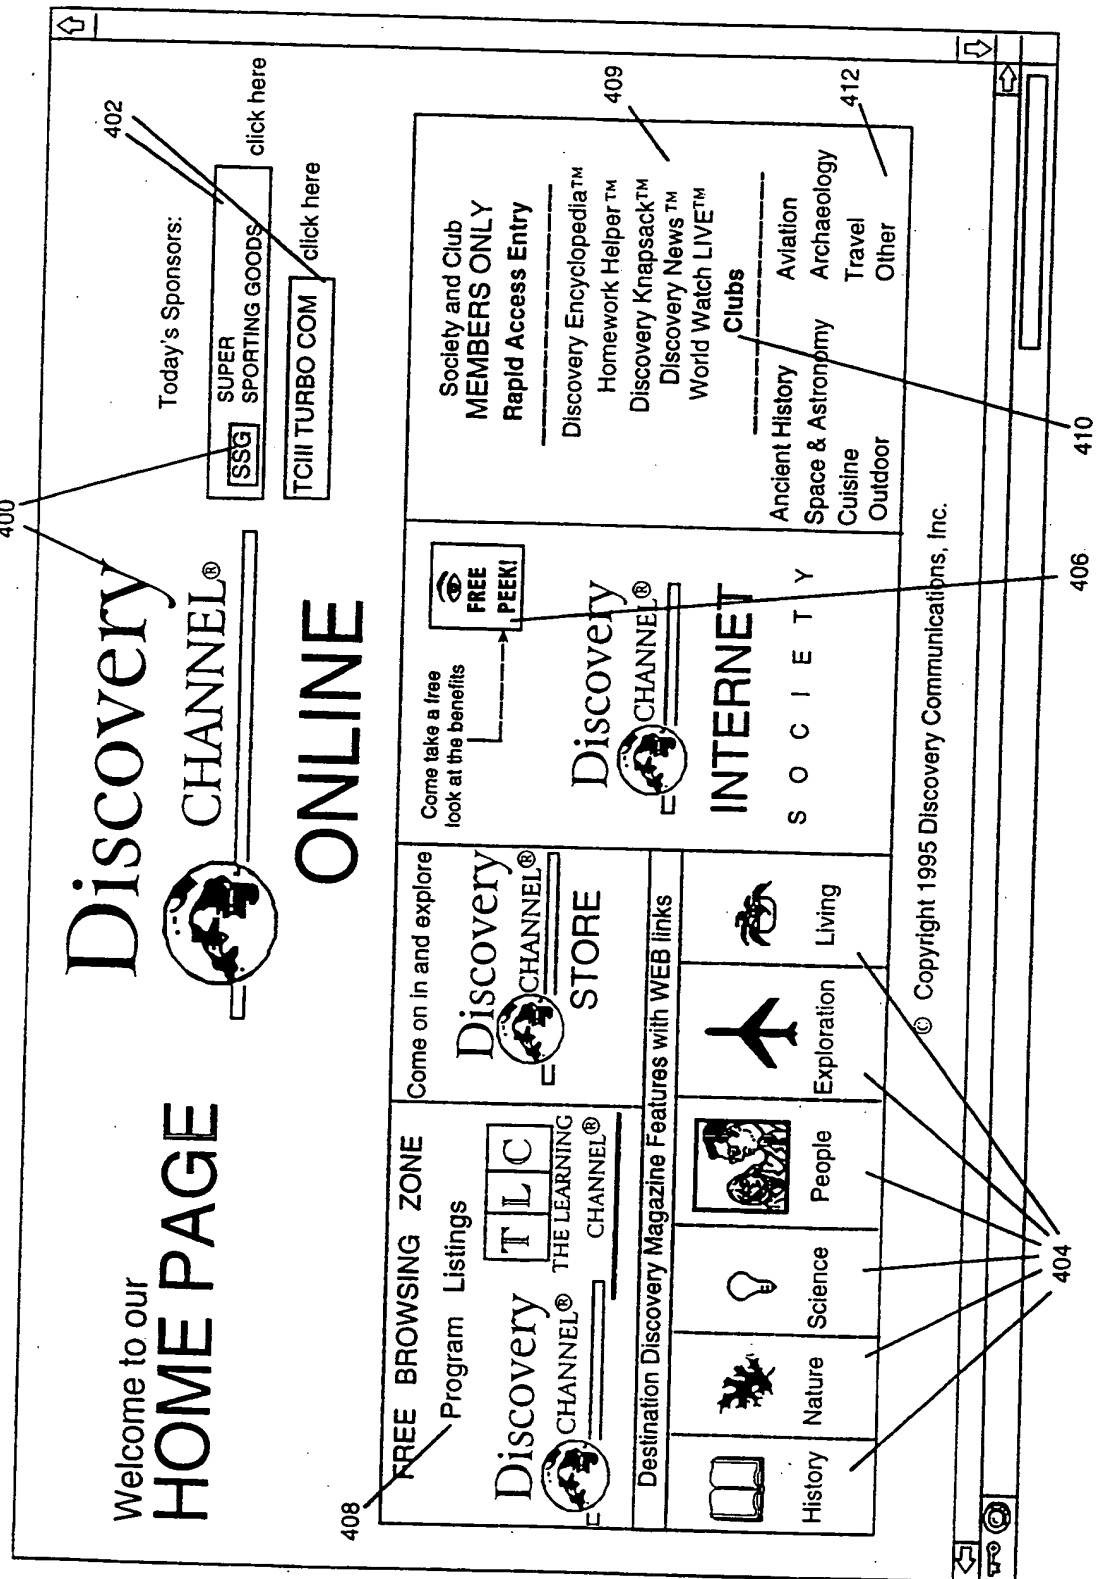 Welcome to our
HOME PAGE
Discovery
CHANNEL®
ONLINE
400
Today's Sponsors:
402
SSG
SUPER
SPORTING GOODS
click here
TCIII TURBO COM
click here
408
FREE BROWSING ZONE
Program Listings
Discovery
CHANNEL®
T L C
THE LEARNING
CHANNEL®
Come on in and explore
Discovery
CHANNEL®
STORE
Destination Discovery Magazine Features with WEB links
History
Nature
Science
People
Exploration
Living
404
Come take a free
look at the benefits
FREE
PEEK!
Discovery
CHANNEL®
INTERNET
S O C I E T Y
406
Society and Club
MEMBERS ONLY
Rapid Access Entry
409
Discovery Encyclopedia™
Homework Helper™
Discovery Knapsack™
Discovery News™
World Watch LIVE™
Clubs
410
Ancient History Aviation
Space & Astronomy Archaeology
Cuisine Travel
Outdoor Other
412
© Copyright 1995 Discovery Communications, Inc.